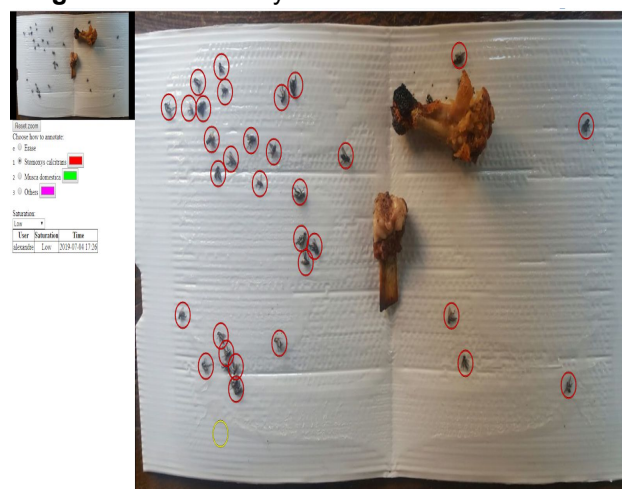 Reset zoom
Choose how to annotate:
0 Erase
1 Stomoxys calcitrans
2 Musca domestica
3 Others
Saturation:
Low
User Saturation Time
alexandre Low 2019-07-04 17:26